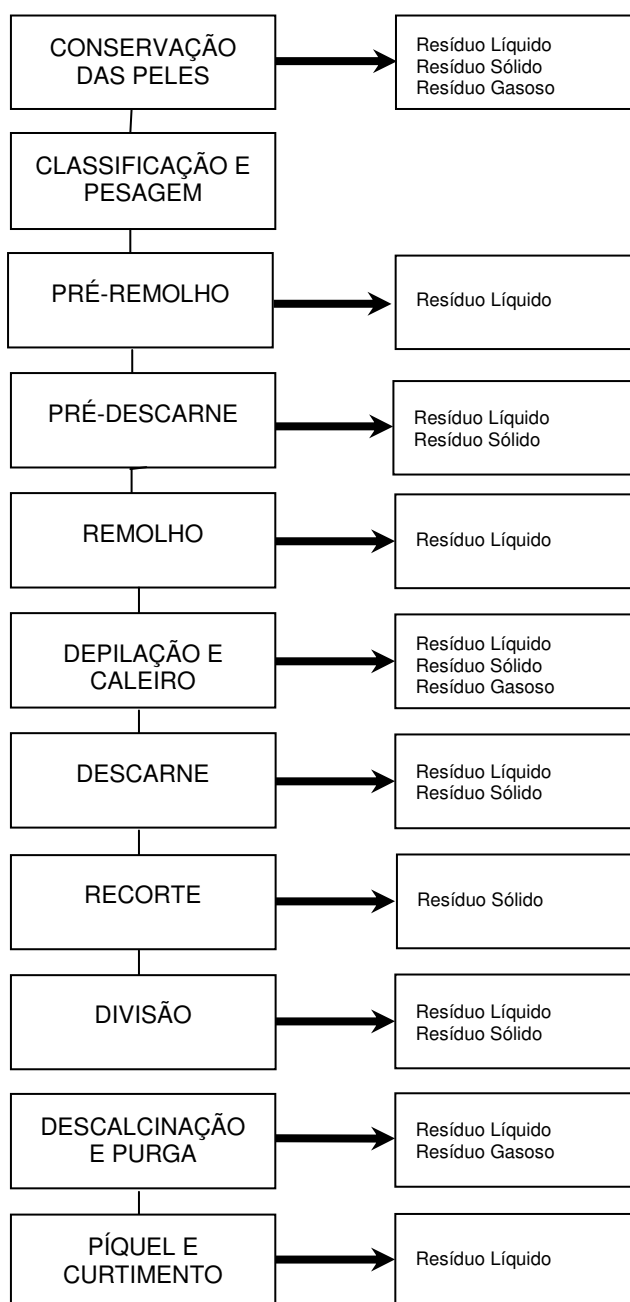 CONSERVAÇÃO
DAS PELES
Resíduo Líquido
Resíduo Sólido
Resíduo Gasoso
CLASSIFICAÇÃO E
PESAGEM
PRÉ-REMOLHO
Resíduo Líquido
PRÉ-DESCARNE
Resíduo Líquido
Resíduo Sólido
REMOLHO
Resíduo Líquido
DEPILAÇÃO E
CALEIRO
Resíduo Líquido
Resíduo Sólido
Resíduo Gasoso
DESCARNE
Resíduo Líquido
Resíduo Sólido
RECORTE
Resíduo Sólido
DIVISÃO
Resíduo Líquido
Resíduo Sólido
DESCALCINAÇÃO
E PURGA
Resíduo Líquido
Resíduo Gasoso
PÍQUEL E
CURTIMENTO
Resíduo Líquido